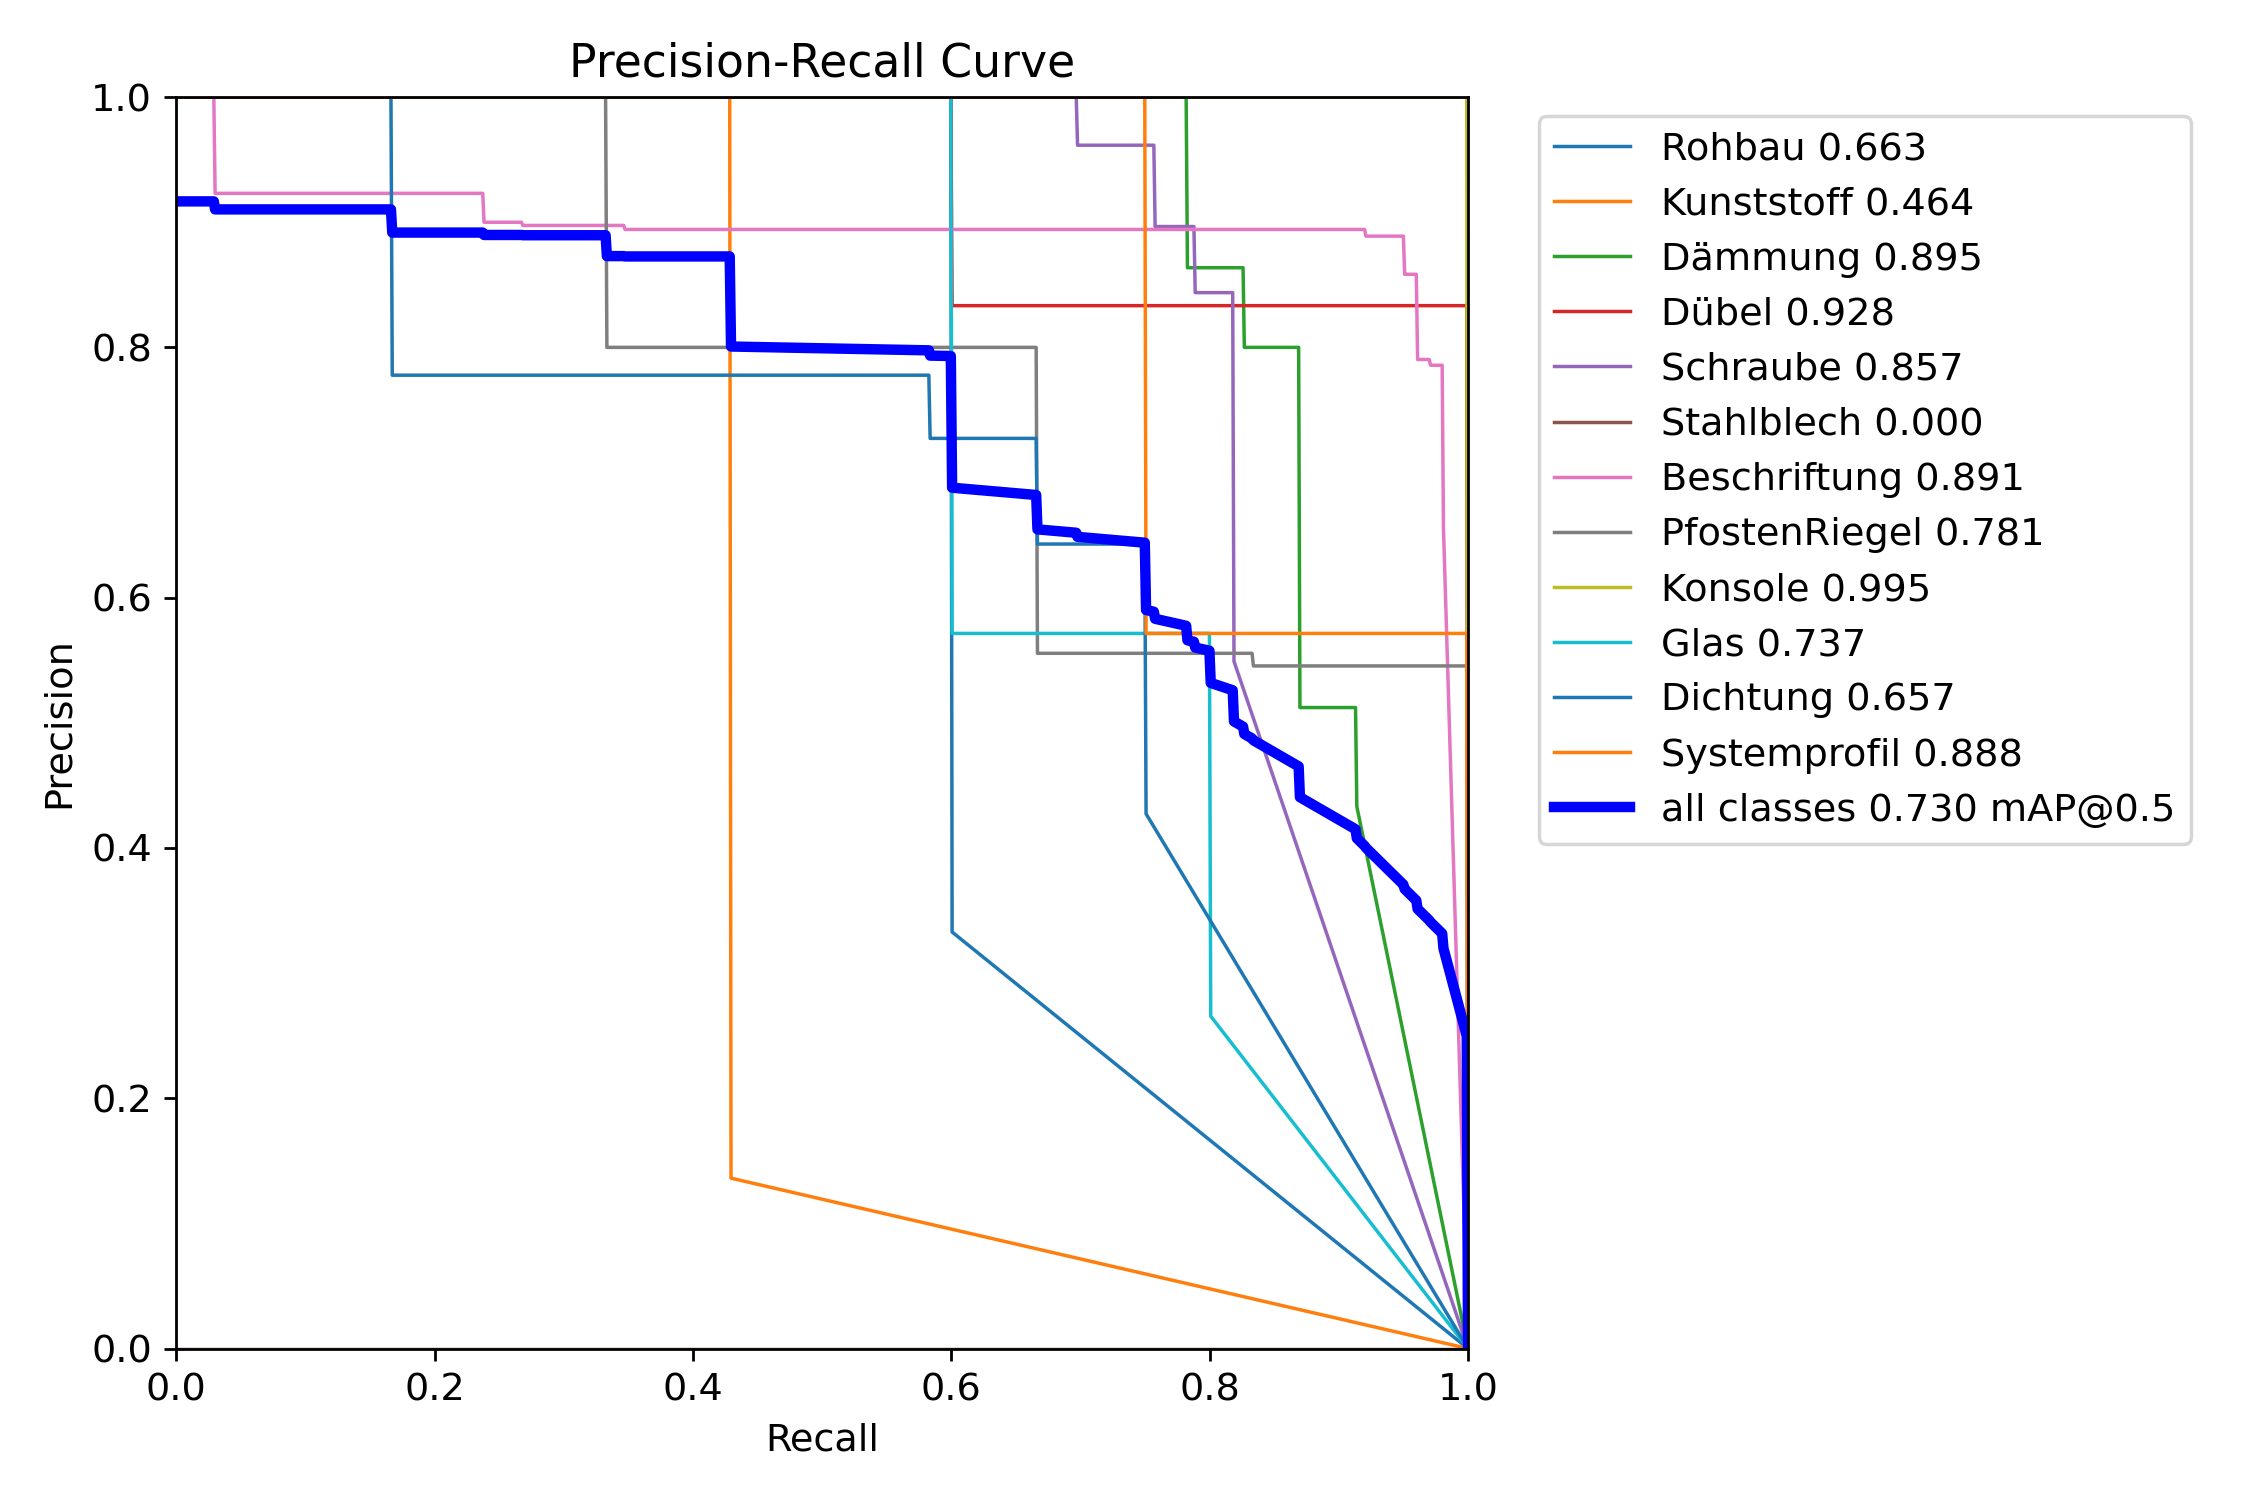 Precision-Recall Curve
1.0
0.8
0.6
0.4
0.2
0.0
Precision
0.0 0.2 0.4 0.6 0.8 1.0
Recall
Rohbau 0.663
Kunststoff 0.464
Dämmung 0.895
Dübel 0.928
Schraube 0.857
Stahlblech 0.000
Beschriftung 0.891
PfostenRiegel 0.781
Konsole 0.995
Glas 0.737
Dichtung 0.657
Systemprofil 0.888
all classes 0.730 mAP@0.5